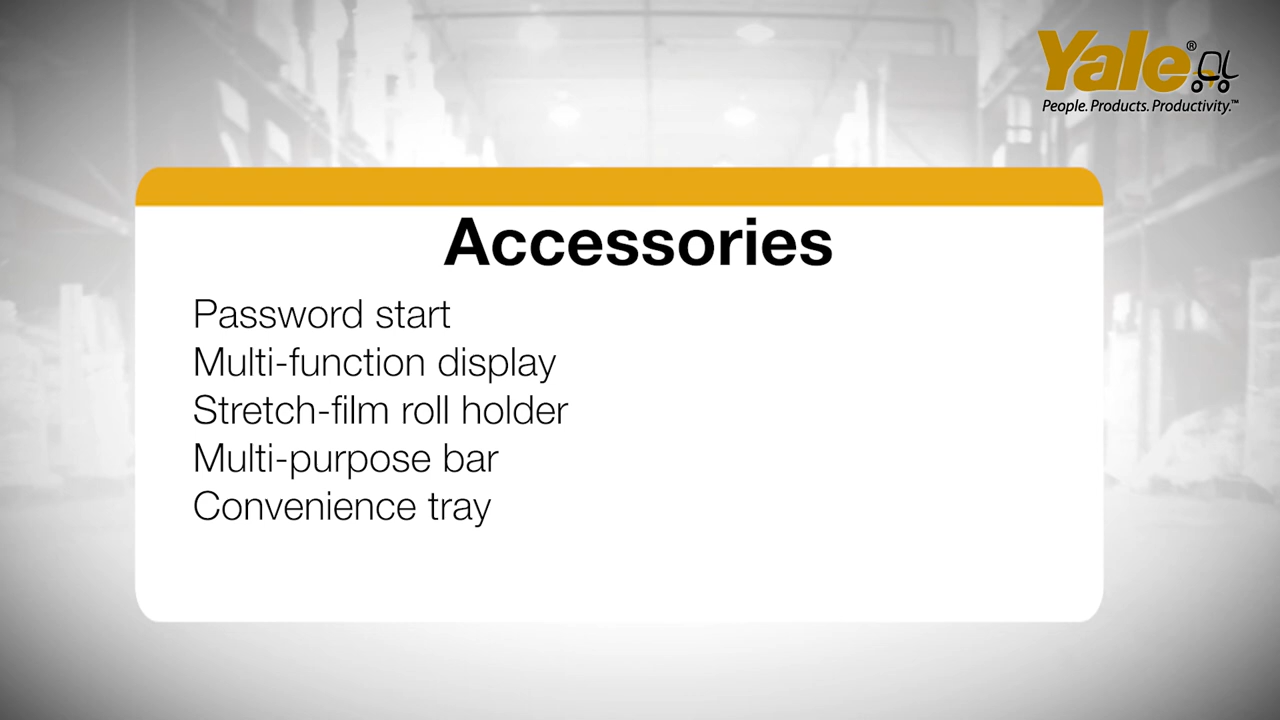 Yale®
People. Products. Productivity.™
Accessories
Password start
Multi-function display
Stretch-film roll holder
Multi-purpose bar
Convenience tray